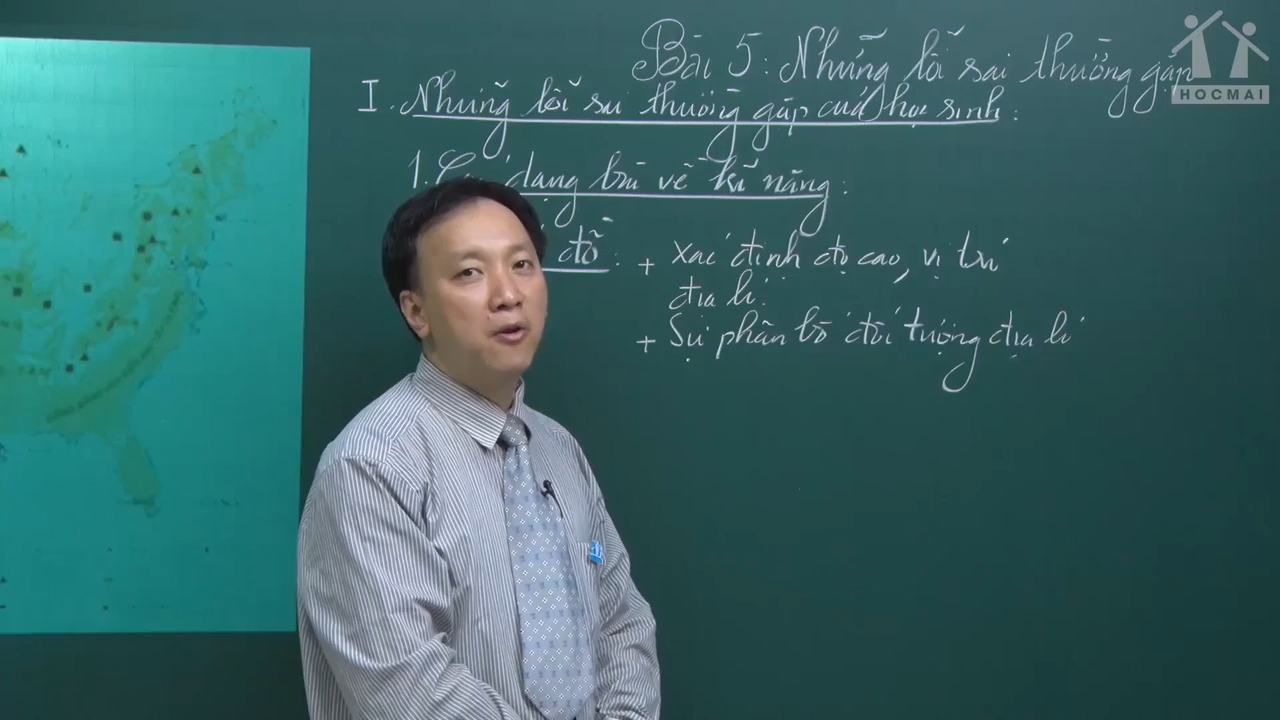 Bài 5: Những lỗi sai thường gặp
HOCMAI
I. Những lỗi sai thường gặp của học sinh:
1. dạng bài về kĩ năng:
đồ: + Xác định độ cao, vị trí
địa lí.
+ Sự phân bố đối tượng địa lí